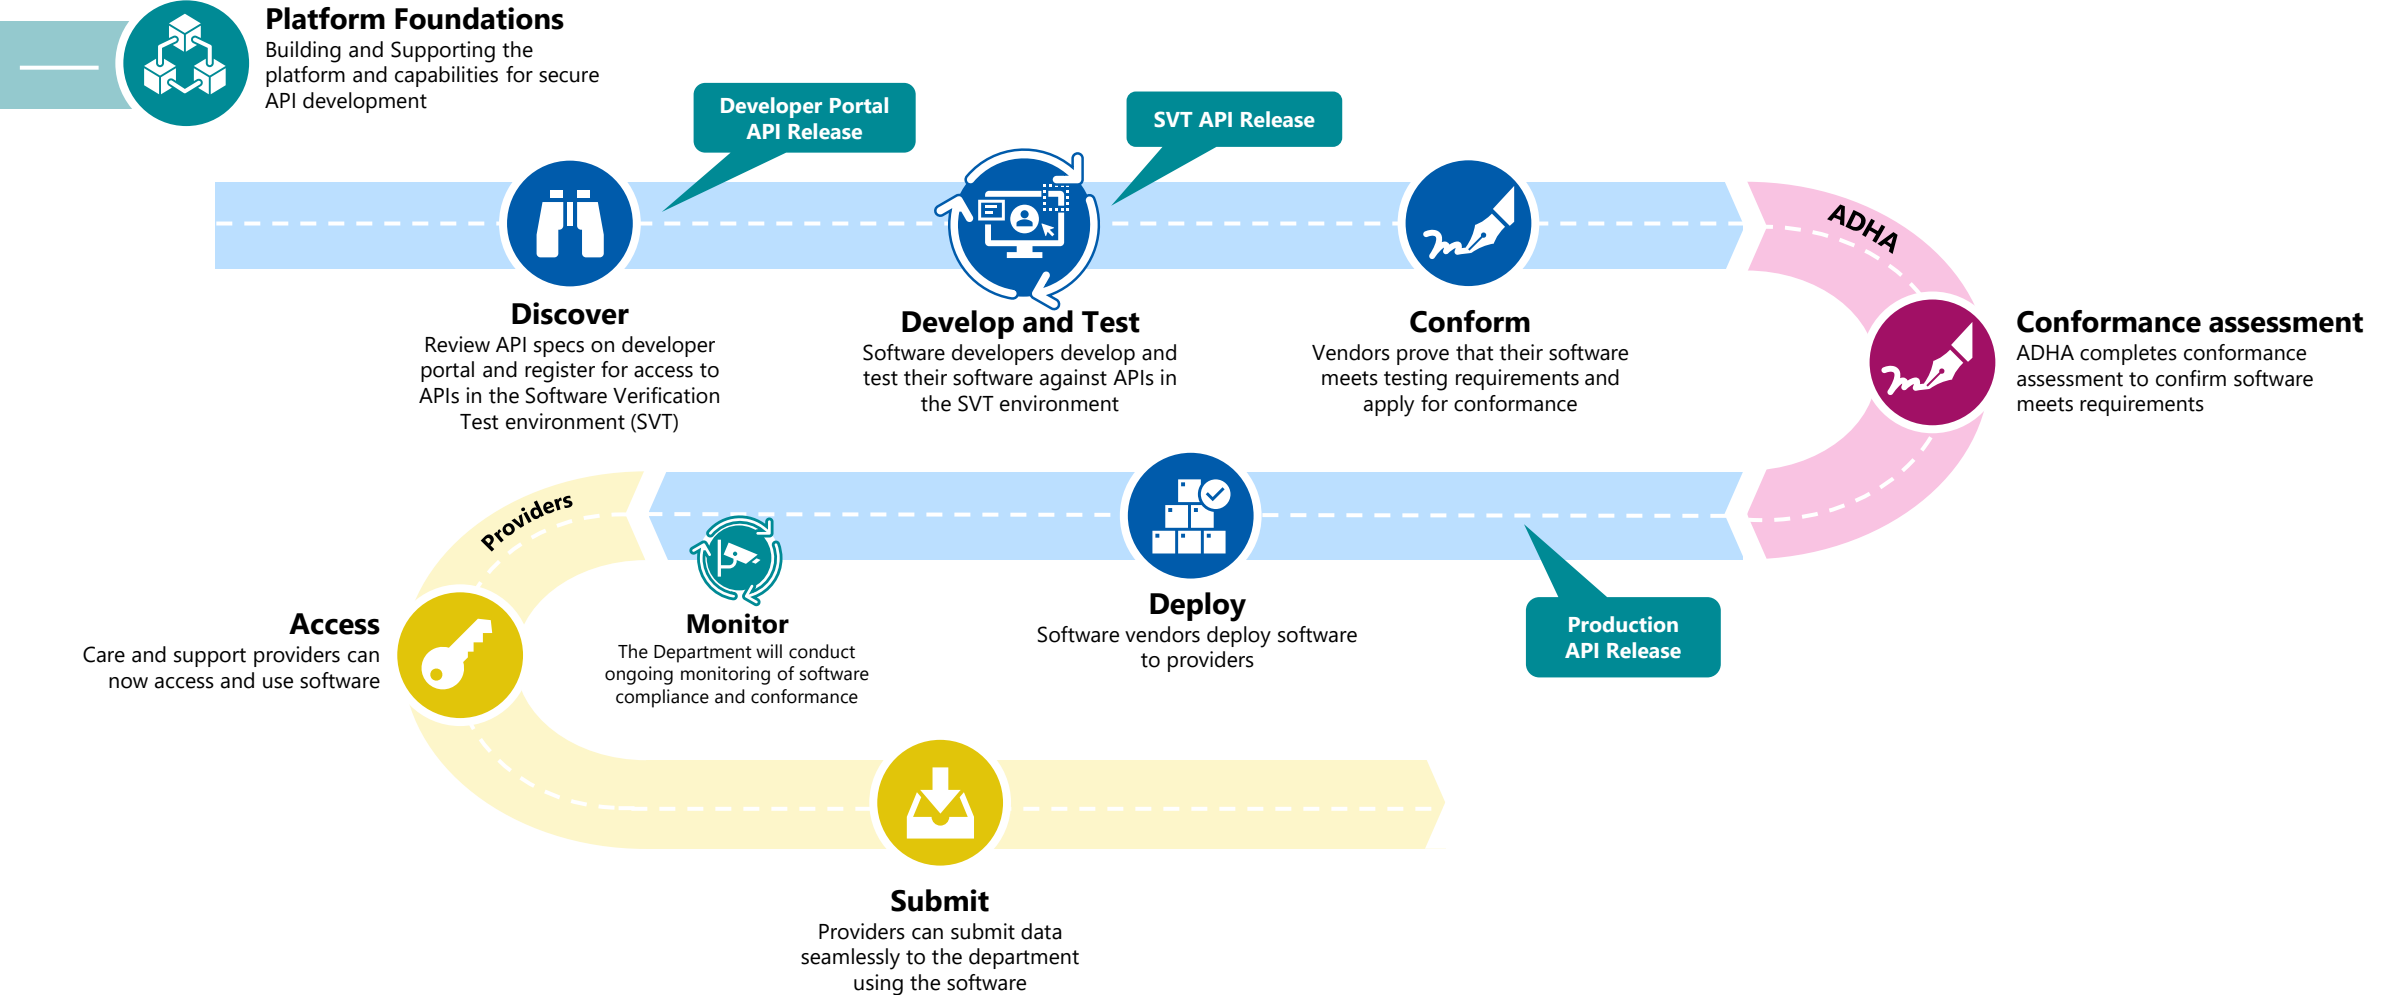 Platform Foundations
Building and Supporting the
platform and capabilities for secure
API development
Developer Portal
API Release
SVT API Release
Discover
Review API specs on developer
portal and register for access to
APIs in the Software Verification
Test environment (SVT)
Develop and Test
Software developers develop and
test their software against APIs in
the SVT environment
Conform
Vendors prove that their software
meets testing requirements and
apply for conformance
ADHA
Conformance assessment
ADHA completes conformance
assessment to confirm software
meets requirements
Production
API Release
Deploy
Software vendors deploy software
to providers
Monitor
The Department will conduct
ongoing monitoring of software
compliance and conformance
Providers
Access
Care and support providers can
now access and use software
Submit
Providers can submit data
seamlessly to the department
using the software